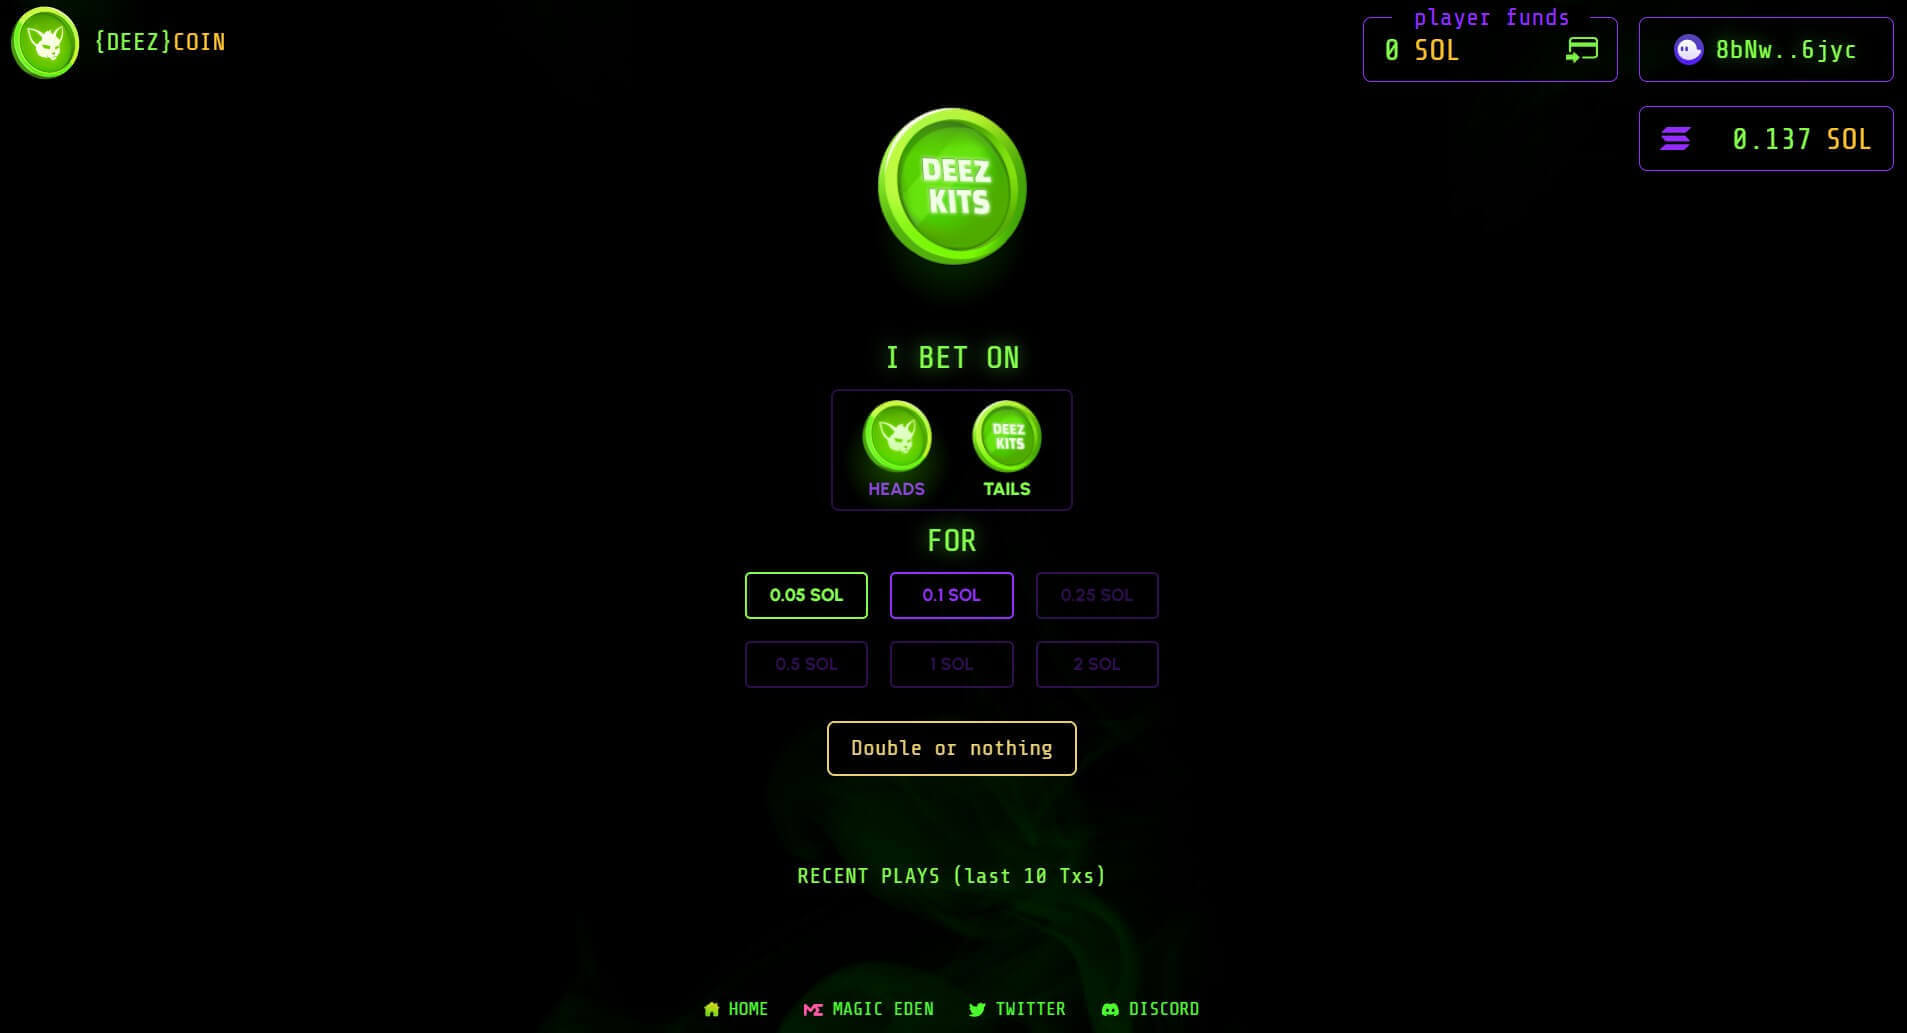 {DEEZ}COIN
player funds
0 SOL
8bNw..6jyc
0.137 SOL
DEEZ
KITS
I BET ON
DEEZ
KITS
HEADS
TAILS
FOR
0.05 SOL
0.1 SOL
0.25 SOL
0.5 SOL
1 SOL
2 SOL
Double or nothing
RECENT PLAYS (last 10 Txs)
HOME
MAGIC EDEN
TWITTER
DISCORD